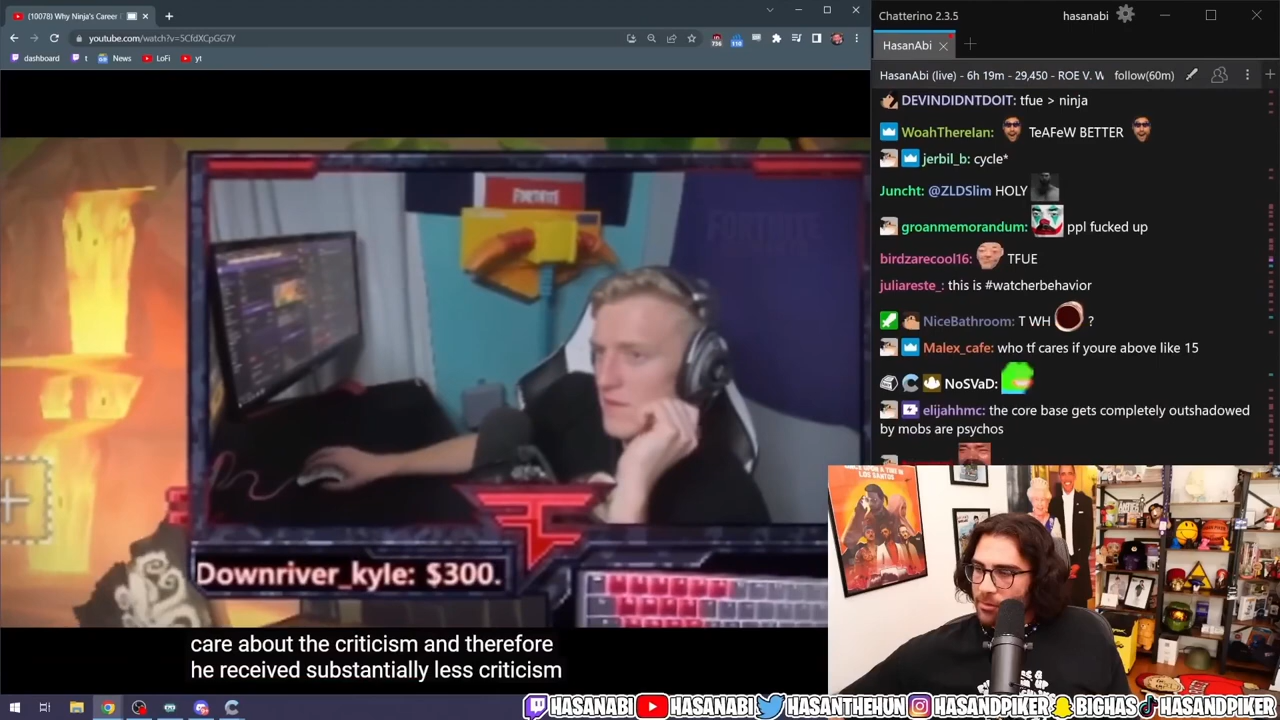 (10078) Why Ninja's Career
youtube.com/watch?v=5CfdXCpGG7Y
dashboard
t
News
LoFi
yt
FORTNITE
FORTNITE
Downriver_kyle: $300.
care about the criticism and therefore
he received substantially less criticism
Chatterino 2.3.5
hasanabi
HasanAbi
HasanAbi (live) - 6h 19m - 29,450 - ROE V. W
follow(60m)
DEVINDIDNTDOIT: tfue > ninja
WoahTherelan: TeAFeW BETTER
jerbil_b: cycle*
Juncht: @ZLDSlim HOLY
groanmemorandum: ppl fucked up
birdzarecool16: TFUE
juliareste_: this is #watcherbehavior
NiceBathroom: T WH ?
Malex_cafe: who tf cares if youre above like 15
NoSVaD:
elijahhmc: the core base gets completely outshadowed
by mobs are psychos
LOS SANTOS
HASANABI HASANABI HASANTHEHUN HASANDPIKER BIGHAS HASANDPIKER